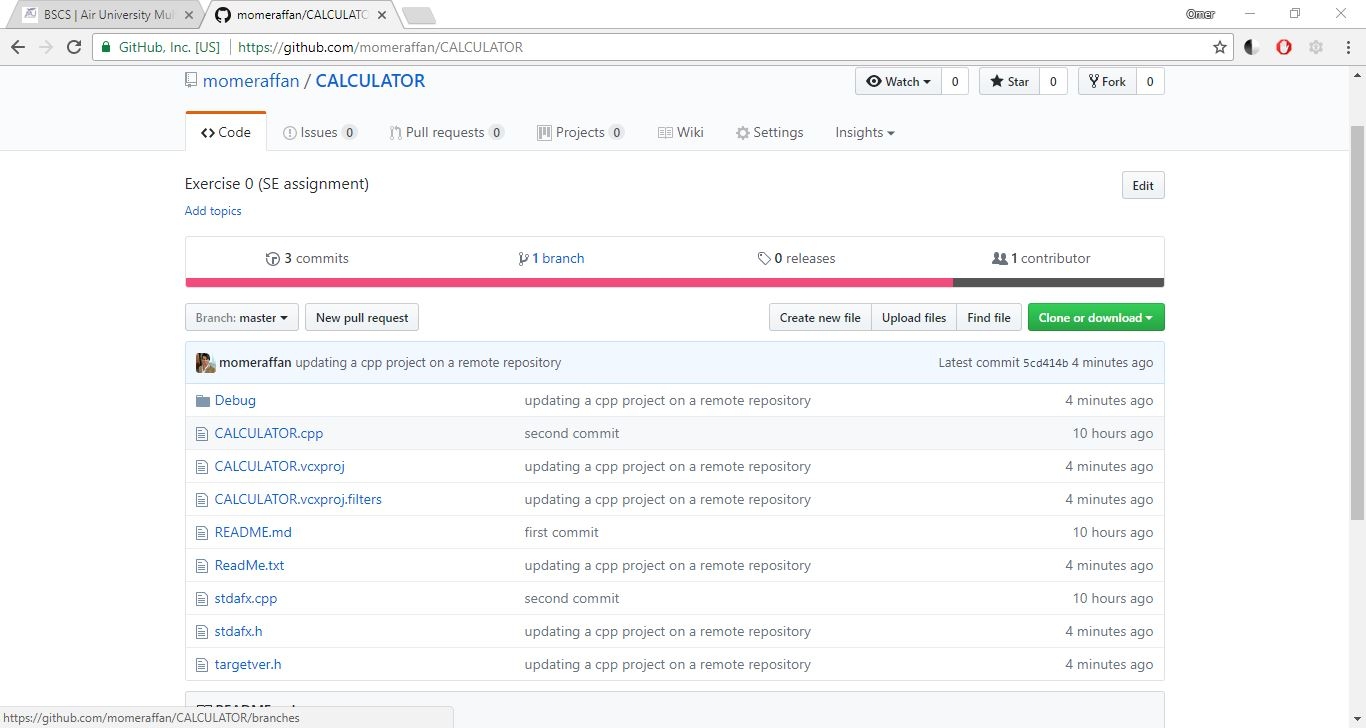 BSCS | Air University Mul
momeraffan/CALCULATO
Omer
GitHub, Inc. [US] https://github.com/momeraffan/CALCULATOR
momeraffan / CALCULATOR
Watch 0 Star 0 Fork 0
Code Issues 0 Pull requests 0 Projects 0 Wiki Settings Insights
Exercise 0 (SE assignment)
Edit
Add topics
3 commits 1 branch 0 releases 1 contributor
Branch: master New pull request Create new file Upload files Find file Clone or download
momeraffan updating a cpp project on a remote repository Latest commit 5cd414b 4 minutes ago
Debug updating a cpp project on a remote repository 4 minutes ago
CALCULATOR.cpp second commit 10 hours ago
CALCULATOR.vcxproj updating a cpp project on a remote repository 4 minutes ago
CALCULATOR.vcxproj.filters updating a cpp project on a remote repository 4 minutes ago
README.md first commit 10 hours ago
ReadMe.txt updating a cpp project on a remote repository 4 minutes ago
stdafx.cpp second commit 10 hours ago
stdafx.h updating a cpp project on a remote repository 4 minutes ago
targetver.h updating a cpp project on a remote repository 4 minutes ago
https://github.com/momeraffan/CALCULATOR/branches